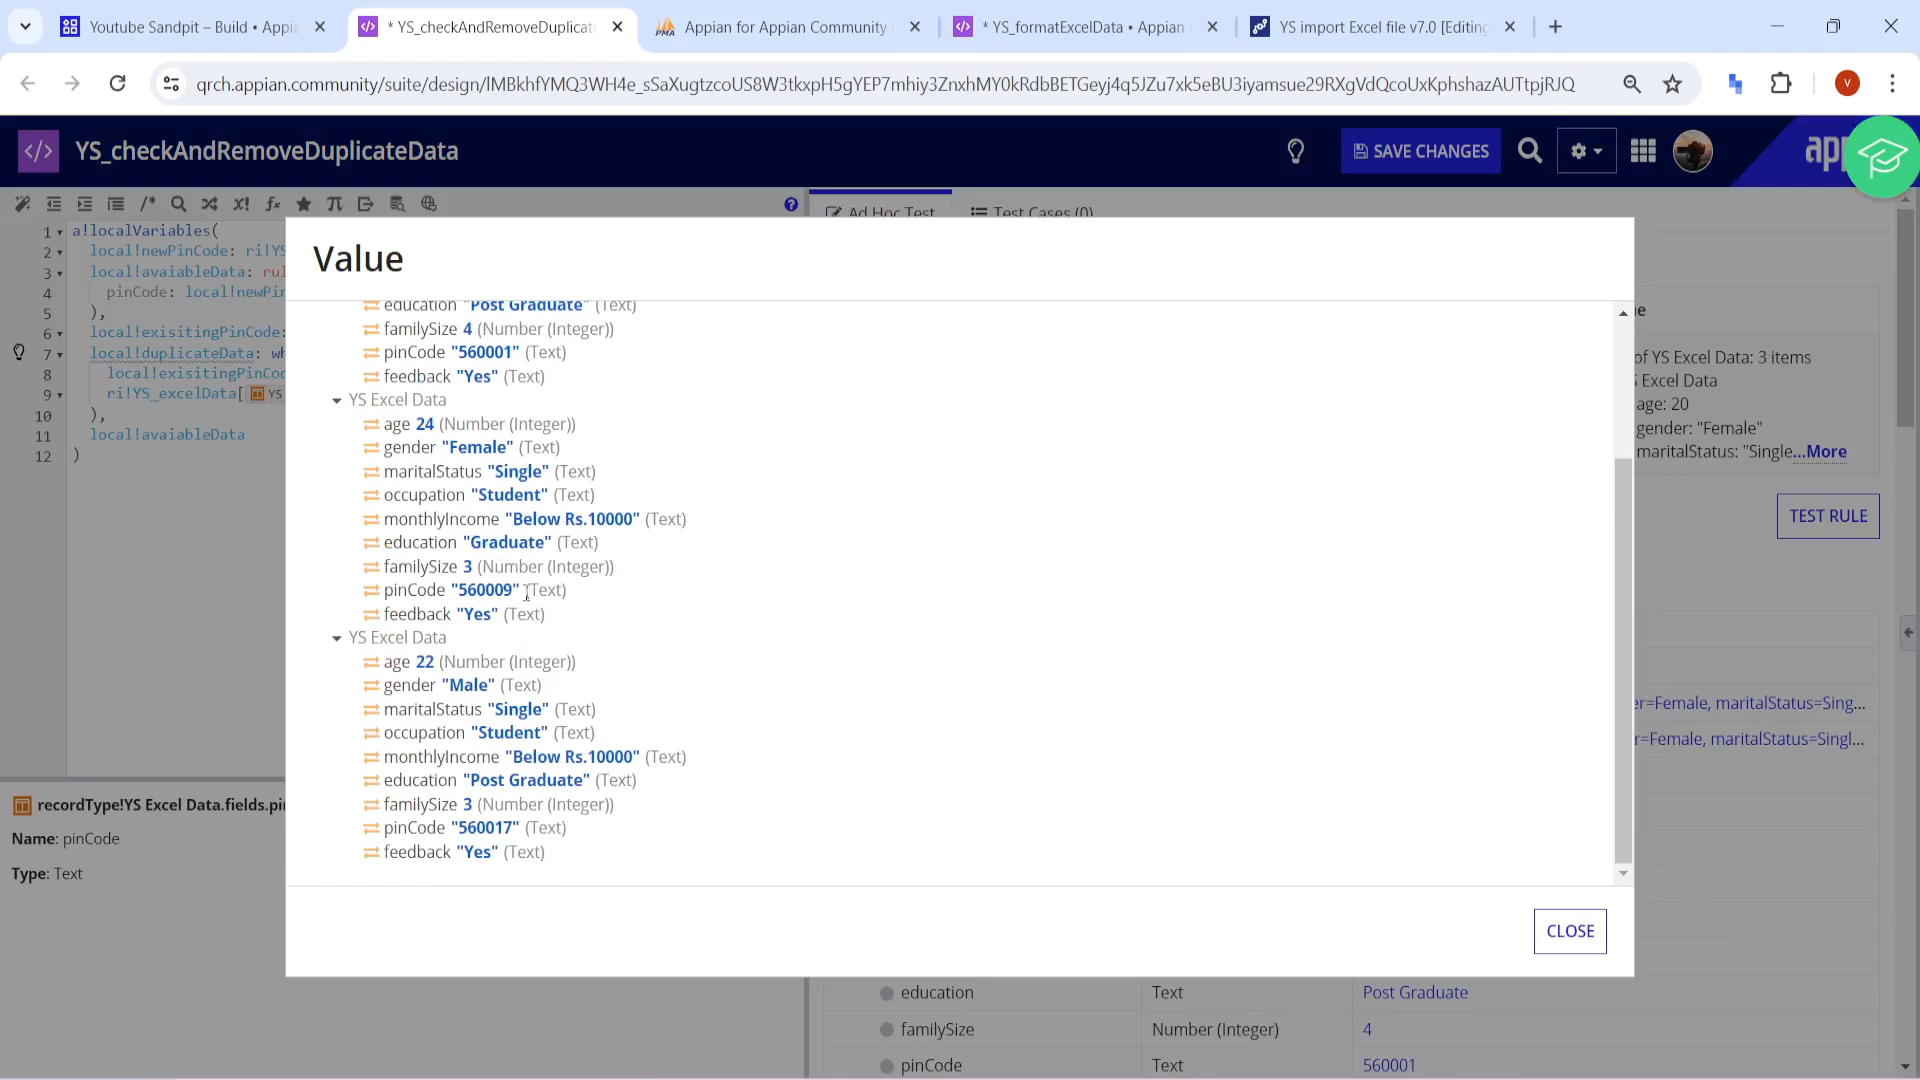 Youtube Sandpit – Build • Appia
* YS_checkAndRemoveDuplicate
Appian for Appian Community
* YS_formatExcelData • Appian
YS import Excel file v7.0 [Editing
qrch.appian.community/suite/design/lMBkhfYMQ3WH4e_sSaXugtzcoUS8W3tkxpH5gYEP7mhiy3ZnxhMY0kRdbBETGeyj4q5JZu7xk5eBU3iyamsue29RXgVdQcoUxKphshazAUTtpjRJQ
V
YS_checkAndRemoveDuplicateData
SAVE CHANGES
app
Ad Hoc Test
Test Cases (0)
1 a!localVariables(
2 local!newPinCode: ri!YS
3 local!avaiableData: rul
4 pinCode: local!newPin
5 ),
6 local!exisitingPinCode:
7 local!duplicateData: wh
8 local!exisitingPinCod
9 ri!YS_excelData[ YS
10 ),
11 local!avaiableData
12 )
recordType!YS Excel Data.fields.pin
Name: pinCode
Type: Text
Value
education "Post Graduate" (Text)
familySize 4 (Number (Integer))
pinCode "560001" (Text)
feedback "Yes" (Text)
YS Excel Data
age 24 (Number (Integer))
gender "Female" (Text)
maritalStatus "Single" (Text)
occupation "Student" (Text)
monthlyIncome "Below Rs.10000" (Text)
education "Graduate" (Text)
familySize 3 (Number (Integer))
pinCode "560009" (Text)
feedback "Yes" (Text)
YS Excel Data
age 22 (Number (Integer))
gender "Male" (Text)
maritalStatus "Single" (Text)
occupation "Student" (Text)
monthlyIncome "Below Rs.10000" (Text)
education "Post Graduate" (Text)
familySize 3 (Number (Integer))
pinCode "560017" (Text)
feedback "Yes" (Text)
CLOSE
of YS Excel Data: 3 items
Excel Data
age: 20
gender: "Female"
maritalStatus: "Single...More
TEST RULE
er=Female, maritalStatus=Sing...
r=Female, maritalStatus=Singl...
education Text Post Graduate
familySize Number (Integer) 4
pinCode Text 560001